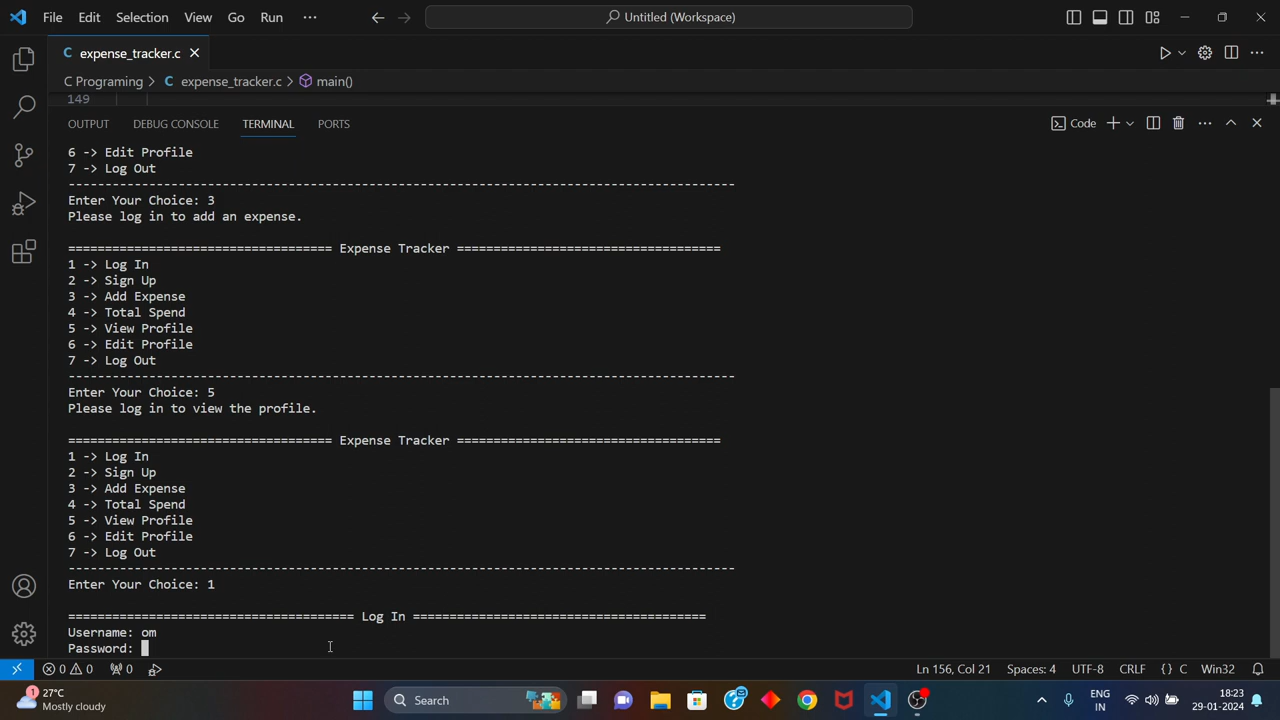 File Edit Selection View Go Run ··· Untitled (Workspace)
C expense_tracker.c
C Programing > C expense_tracker.c > main()
149
OUTPUT DEBUG CONSOLE TERMINAL PORTS Code
6 -> Edit Profile
7 -> Log Out
-------------------------------------------------------------------------------------------
Enter Your Choice: 3
Please log in to add an expense.
==================================== Expense Tracker ====================================
1 -> Log In
2 -> Sign Up
3 -> Add Expense
4 -> Total Spend
5 -> View Profile
6 -> Edit Profile
7 -> Log Out
-------------------------------------------------------------------------------------------
Enter Your Choice: 5
Please log in to view the profile.
==================================== Expense Tracker ====================================
1 -> Log In
2 -> Sign Up
3 -> Add Expense
4 -> Total Spend
5 -> View Profile
6 -> Edit Profile
7 -> Log Out
-------------------------------------------------------------------------------------------
Enter Your Choice: 1
======================================= Log In ========================================
Username: om
Password:
0 0 0 Ln 156, Col 21 Spaces: 4 UTF-8 CRLF {} C Win32
1 27°C Mostly cloudy Search ENG IN 18:23 29-01-2024